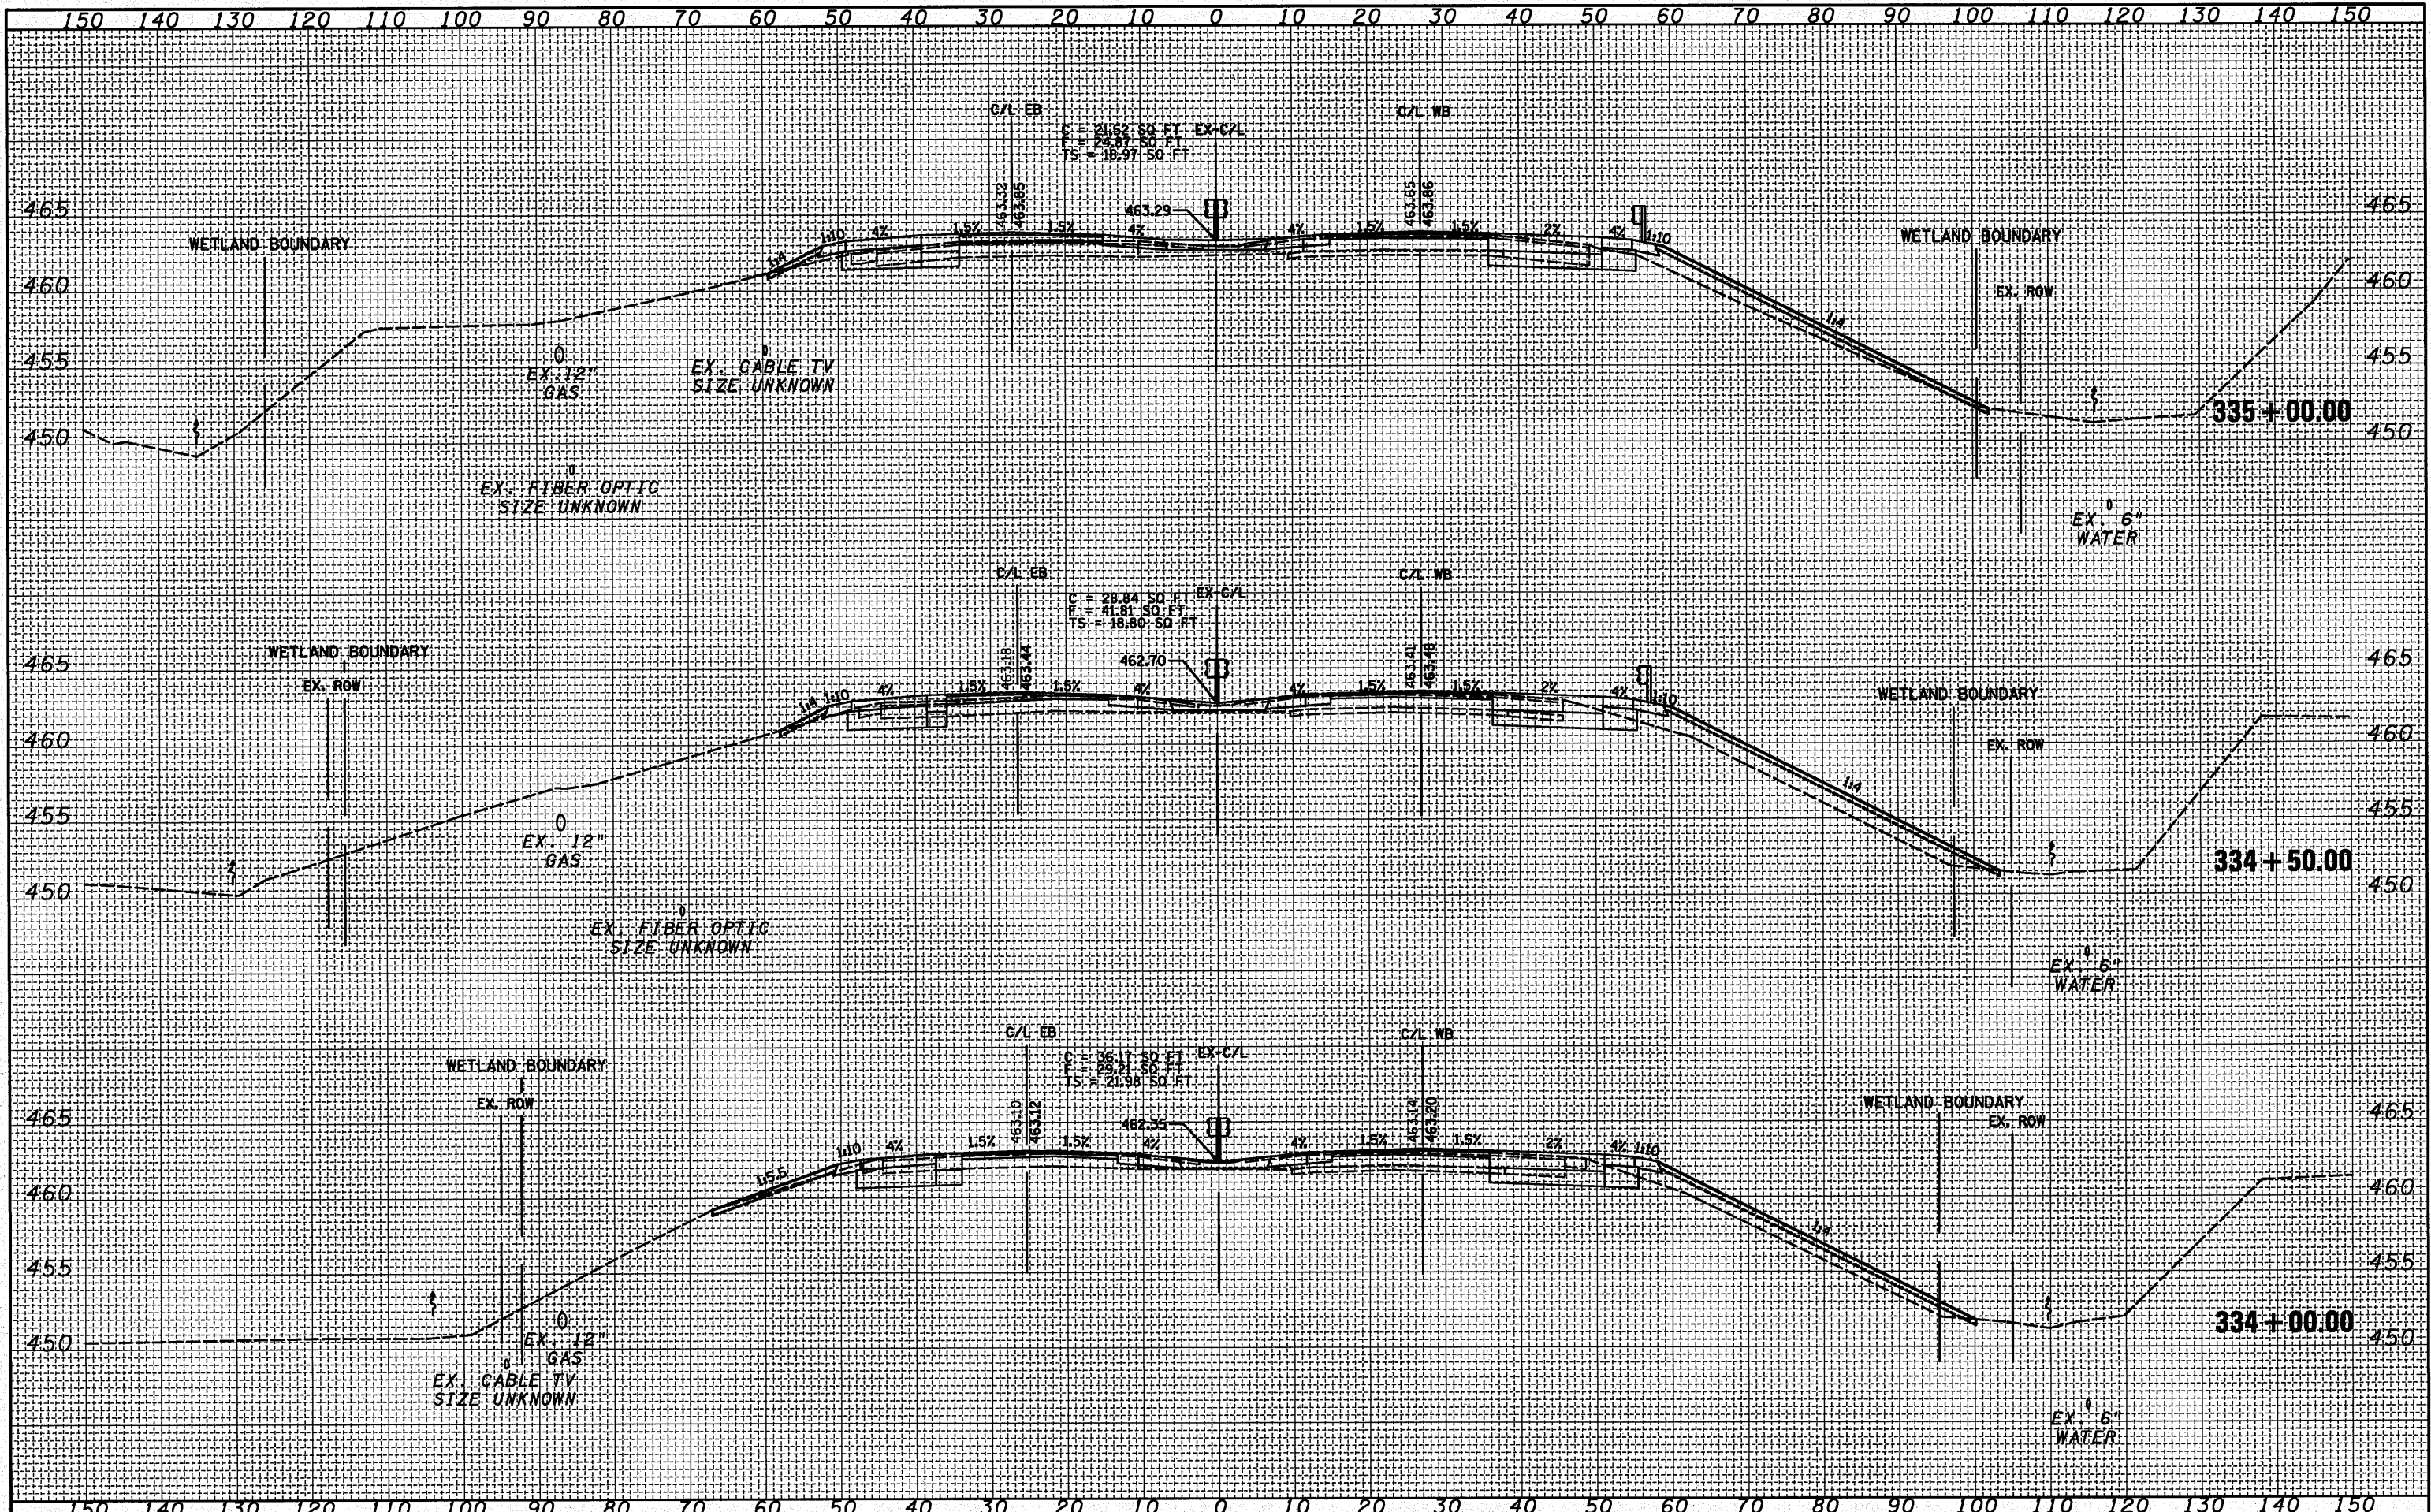 150 140 130 120 110 100 90 80 70 60 50 40 30 20 10 0 10 20 30 40 50 60 70 80 90 100 110 120 130 140 150
C/L EB
C/L WB
C = 21.52 SQ FT EX-C/L
F = 24.87 SQ FT
TS = 18.97 SQ FT
463.32
463.85
463.65
463.86
465
463.29
465
WETLAND BOUNDARY
WETLAND BOUNDARY
1:4 1:10 4% 1.5% 1.5% 4% 4% 1.5% 1.5% 2% 4% 1:10
460
460
EX. ROW
1:4
455
EX. 12"
GAS
EX. CABLE TV
SIZE UNKNOWN
455
450
335+00.00
450
EX. FIBER OPTIC
SIZE UNKNOWN
EX. 6"
WATER
C/L EB
C/L WB
C = 28.84 SQ FT EX-C/L
F = 41.81 SQ FT
TS = 18.80 SQ FT
463.18
463.44
463.41
463.48
WETLAND BOUNDARY
465
462.70
465
EX. ROW
WETLAND BOUNDARY
1:4 1:10 4% 1.5% 1.5% 4% 4% 1.5% 1.5% 2% 4% 1:10
460
460
EX. ROW
1:4
455
455
EX. 12"
GAS
334+50.00
450
450
EX. FIBER OPTIC
SIZE UNKNOWN
EX. 6"
WATER
C/L EB
C/L WB
C = 36.17 SQ FT EX-C/L
F = 29.21 SQ FT
TS = 21.98 SQ FT
WETLAND BOUNDARY
463.10
463.12
463.14
463.20
EX. ROW
WETLAND BOUNDARY
465
462.35
EX. ROW
465
1:5.5 1:10 4% 1.5% 1.5% 4% 4% 1.5% 1.5% 2% 4% 1:10
460
460
1:4
455
455
334+00.00
450
EX. 12"
GAS
450
EX. CABLE TV
SIZE UNKNOWN
EX. 6"
WATER
150 140 130 120 110 100 90 80 70 60 50 40 30 20 10 0 10 20 30 40 50 60 70 80 90 100 110 120 130 140 150